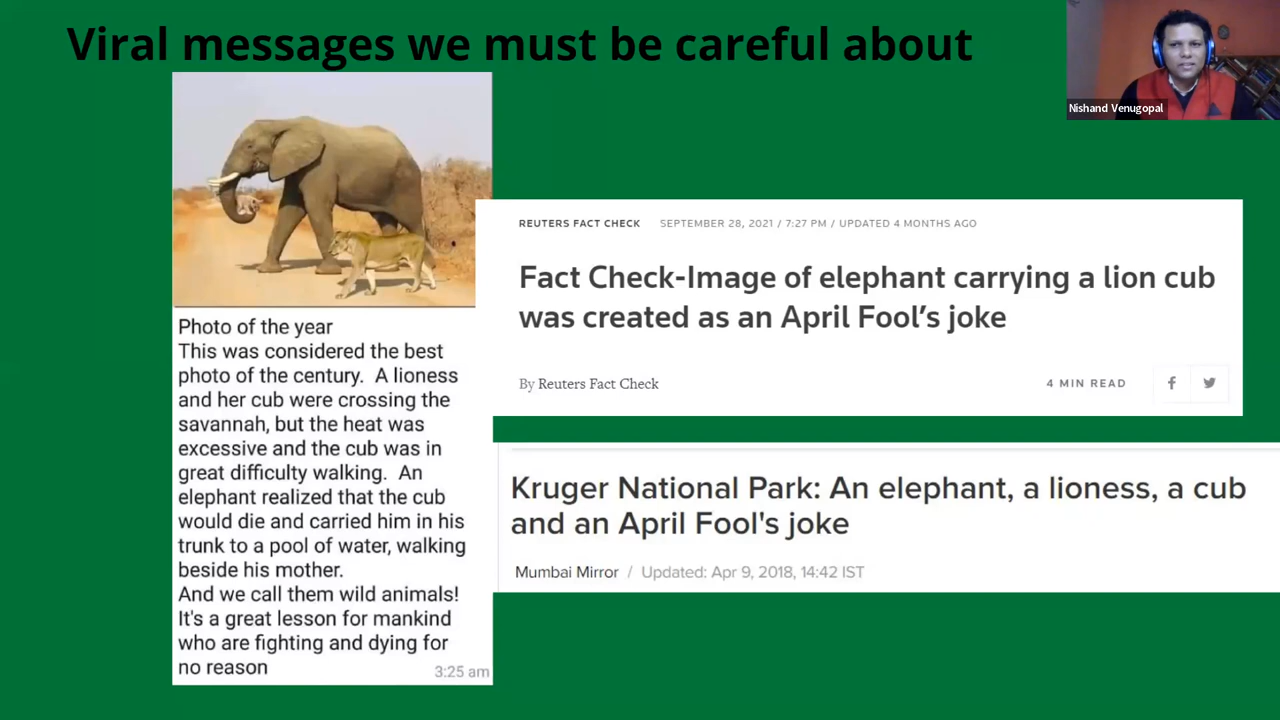 Viral messages we must be careful about
Nishand Venugopal
Photo of the year
This was considered the best
photo of the century.  A lioness
and her cub were crossing the
savannah, but the heat was
excessive and the cub was in
great difficulty walking.  An
elephant realized that the cub
would die and carried him in his
trunk to a pool of water, walking
beside his mother.
And we call them wild animals!
It's a great lesson for mankind
who are fighting and dying for
no reason
3:25 am
REUTERS FACT CHECK SEPTEMBER 28, 2021 / 7:27 PM / UPDATED 4 MONTHS AGO
Fact Check-Image of elephant carrying a lion cub
was created as an April Fool’s joke
By Reuters Fact Check 4 MIN READ
Kruger National Park: An elephant, a lioness, a cub
and an April Fool's joke
Mumbai Mirror / Updated: Apr 9, 2018, 14:42 IST